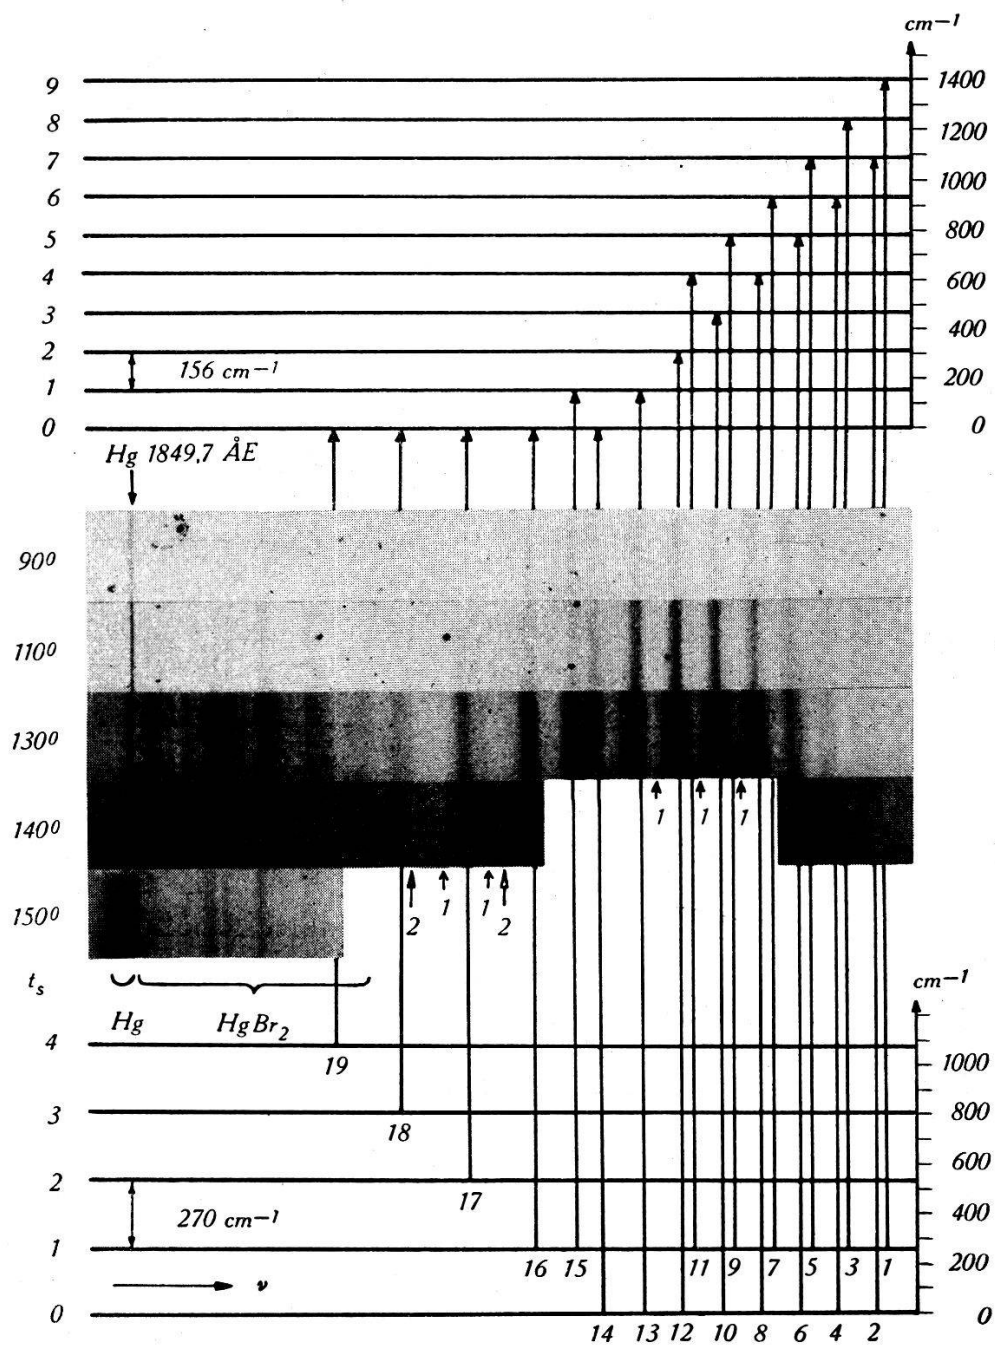 cm⁻¹
9 1400
8 1200
7 1000
6
5 800
4 600
3 400
2
156 cm⁻¹
1 200
0 0
Hg 1849,7 ÅE
90⁰
110⁰
130⁰
1 1 1
140⁰
2 1 1 2
150⁰
t_s cm⁻¹
Hg HgBr₂
4 1000
19
3 800
18
600
2
17
270 cm⁻¹ 400
1 200
16 15 11 9 7 5 3 1
ν
0 0
14 13 12 10 8 6 4 2